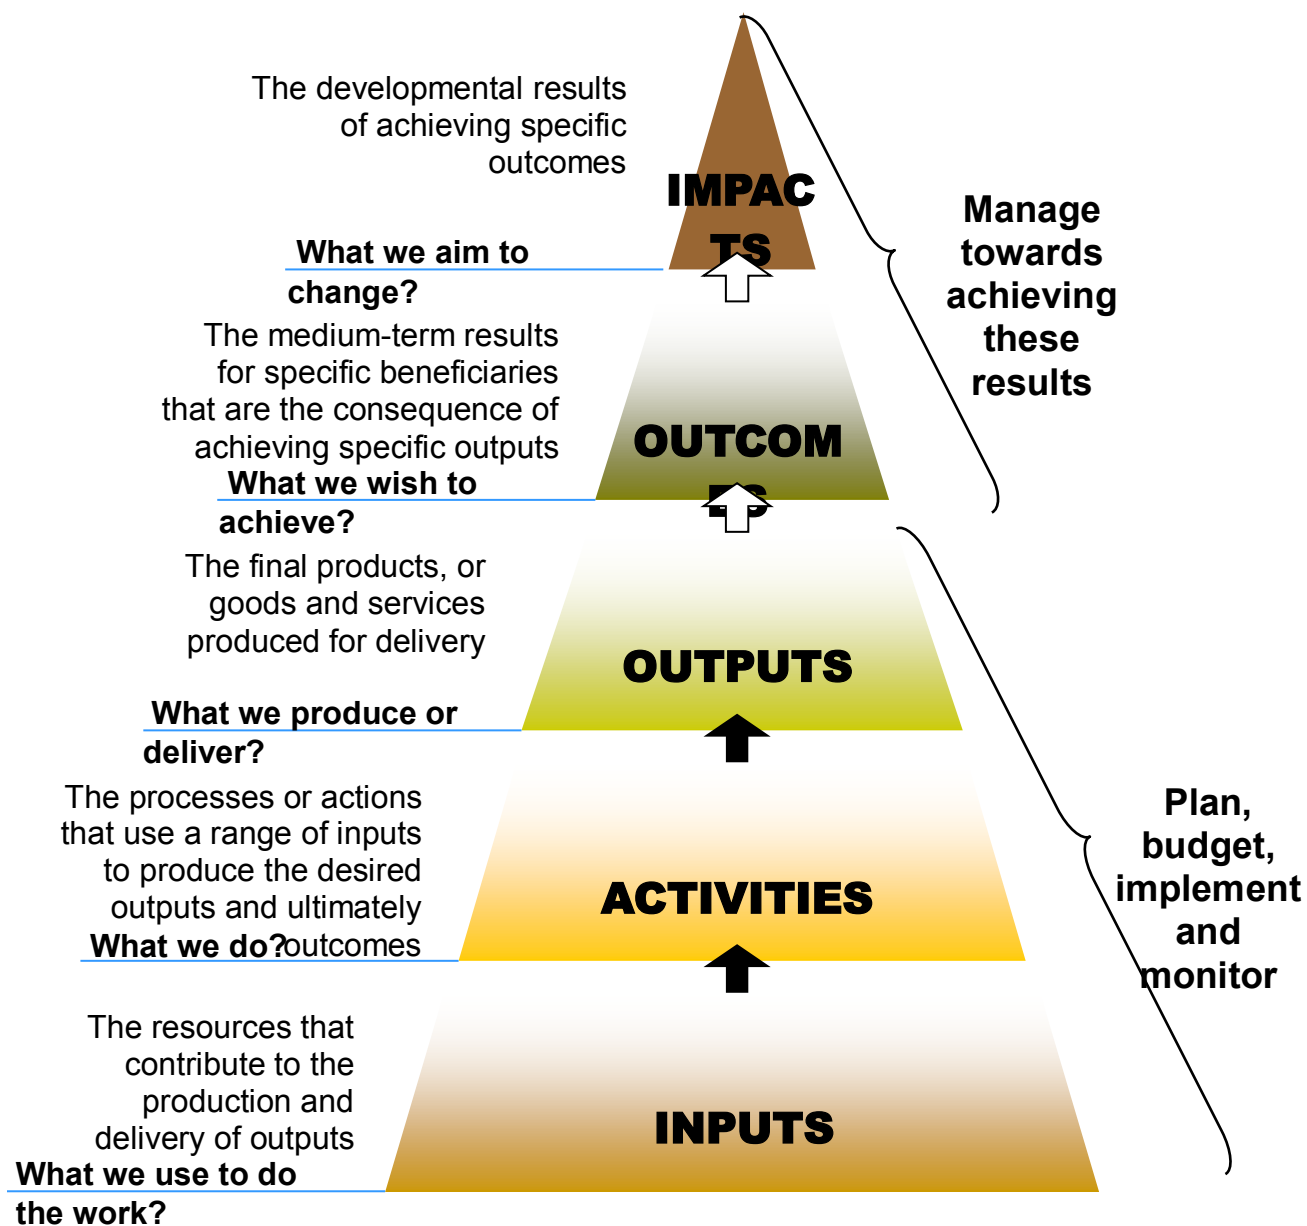 The developmental results
of achieving specific
outcomes
IMPAC
TS
What we aim to
change?
Manage
towards
achieving
these
results
The medium-term results
for specific beneficiaries
that are the consequence of
achieving specific outputs
OUTCOM
ES
What we wish to
achieve?
The final products, or
goods and services
produced for delivery
OUTPUTS
What we produce or
deliver?
The processes or actions
that use a range of inputs
to produce the desired
outputs and ultimately
outcomes
What we do?
ACTIVITIES
Plan,
budget,
implement
and
monitor
The resources that
contribute to the
production and
delivery of outputs
INPUTS
What we use to do
the work?